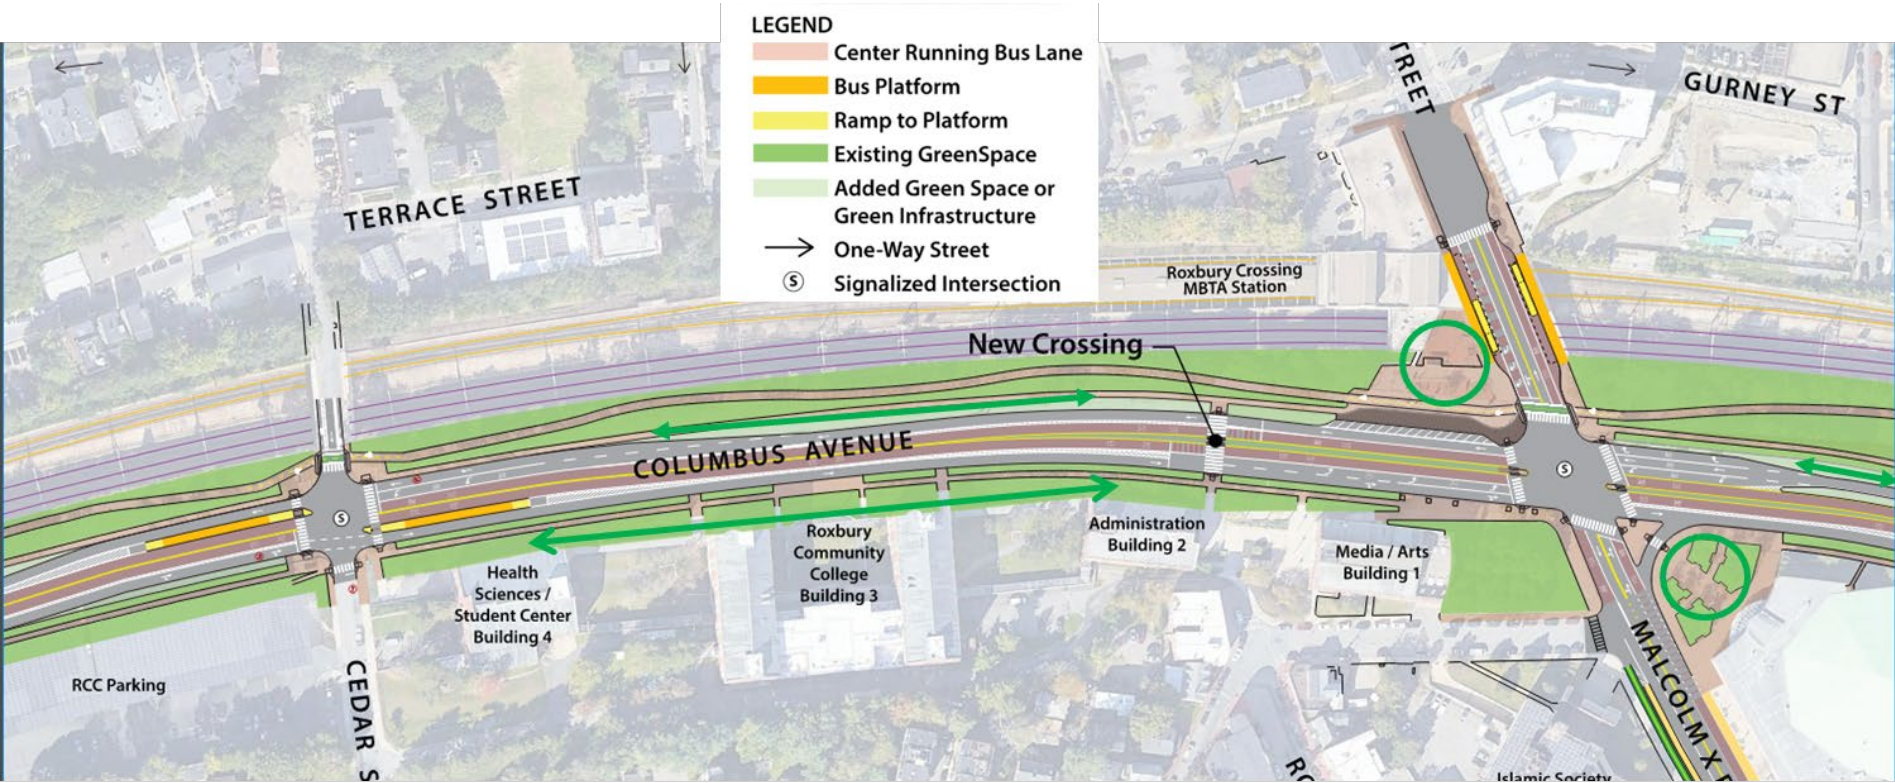 LEGEND
Center Running Bus Lane
Bus Platform
Ramp to Platform
Existing GreenSpace
Added Green Space or
Green Infrastructure
One-Way Street
S Signalized Intersection
TREET
GURNEY ST
TERRACE STREET
Roxbury Crossing
MBTA Station
New Crossing
COLUMBUS AVENUE
S
S
Health
Sciences /
Student Center
Building 4
Roxbury
Community
College
Building 3
Administration
Building 2
Media / Arts
Building 1
RCC Parking
CEDAR S
MALCOLM X
RO
Islamic Society